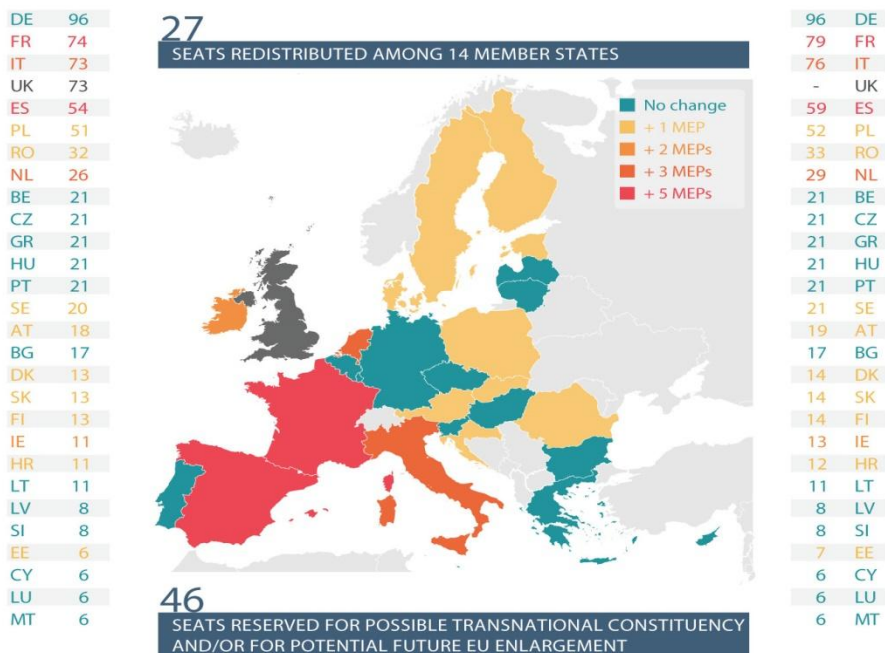 DE 96
FR 74
IT 73
UK 73
ES 54
PL 51
RO 32
NL 26
BE 21
CZ 21
GR 21
HU 21
PT 21
SE 20
AT 18
BG 17
DK 13
SK 13
FI 13
IE 11
HR 11
LT 11
LV 8
SI 8
EE 6
CY 6
LU 6
MT 6
27
SEATS REDISTRIBUTED AMONG 14 MEMBER STATES
No change
+ 1 MEP
+ 2 MEPs
+ 3 MEPs
+ 5 MEPs
46
SEATS RESERVED FOR POSSIBLE TRANSNATIONAL CONSTITUENCY
AND/OR FOR POTENTIAL FUTURE EU ENLARGEMENT
96 DE
79 FR
76 IT
- UK
59 ES
52 PL
33 RO
29 NL
21 BE
21 CZ
21 GR
21 HU
21 PT
21 SE
19 AT
17 BG
14 DK
14 SK
14 FI
13 IE
12 HR
11 LT
8 LV
8 SI
7 EE
6 CY
6 LU
6 MT